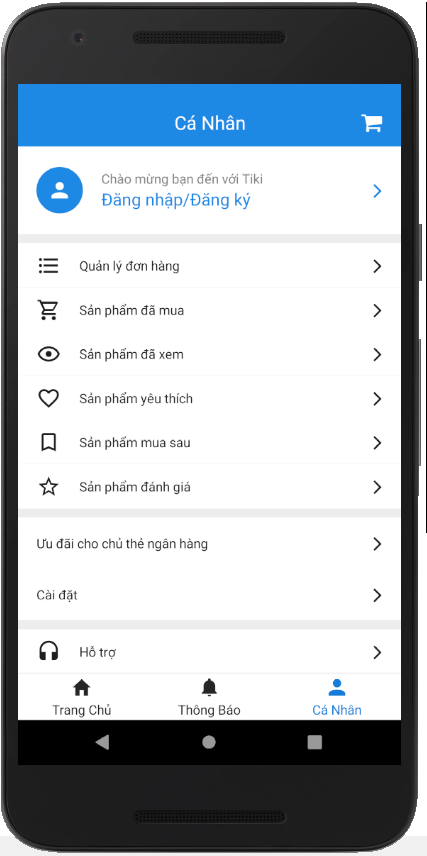 Cá Nhân
Chào mừng bạn đến với Tiki
Đăng nhập/Đăng ký
Quản lý đơn hàng
Sản phẩm đã mua
Sản phẩm đã xem
Sản phẩm yêu thích
Sản phẩm mua sau
Sản phẩm đánh giá
Ưu đãi cho chủ thẻ ngân hàng
Cài đặt
Hỗ trợ
Trang Chủ
Thông Báo
Cá Nhân